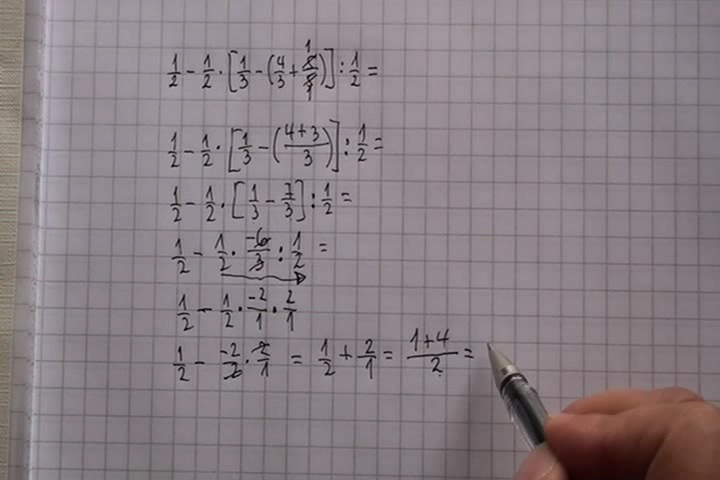 1/2 - 1/2 · [1/3 - (4/3 + 8/8)] : 1/2 =
1/2 - 1/2 · [1/3 - (4+3/3)] : 1/2 =
1/2 - 1/2 · [1/3 - 7/3] : 1/2 =
1/2 - 1/2 · -6/3 : 1/2 =
1/2 - 1/2 · -2/1 · 2/1
1/2 - -2/2 · 2/1 = 1/2 + 2/1 = 1+4/2 =